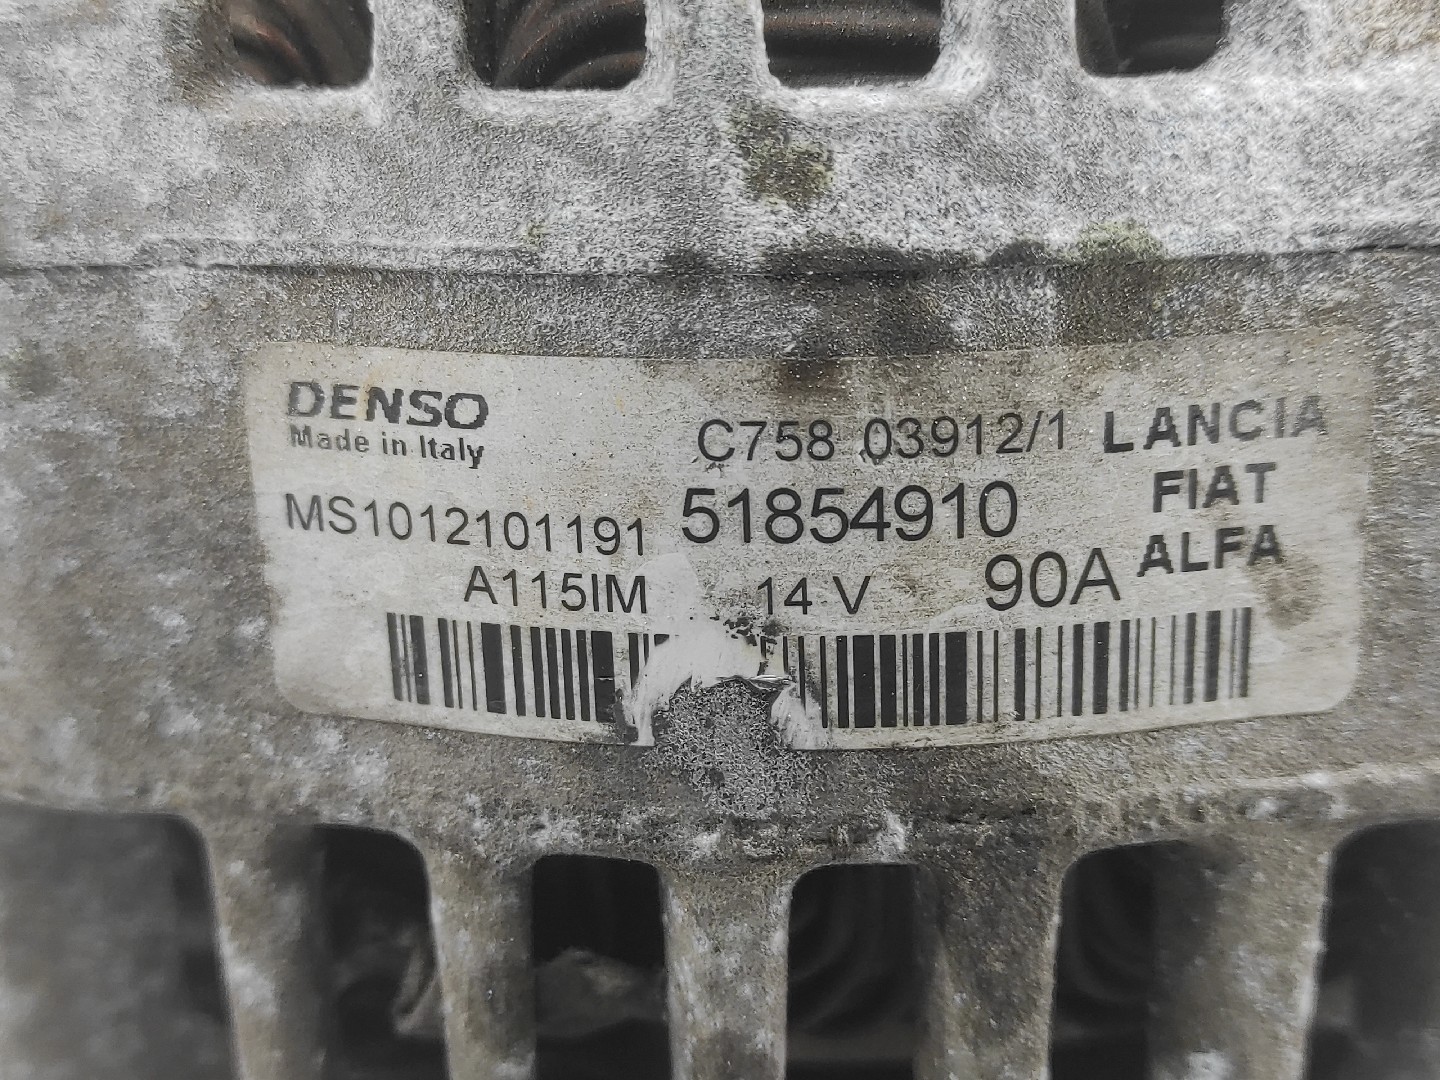 DENSO
Made in Italy
C758 03912/1 LANCIA
MS1012101191 51854910 FIAT
A115IM 14 V 90A ALFA